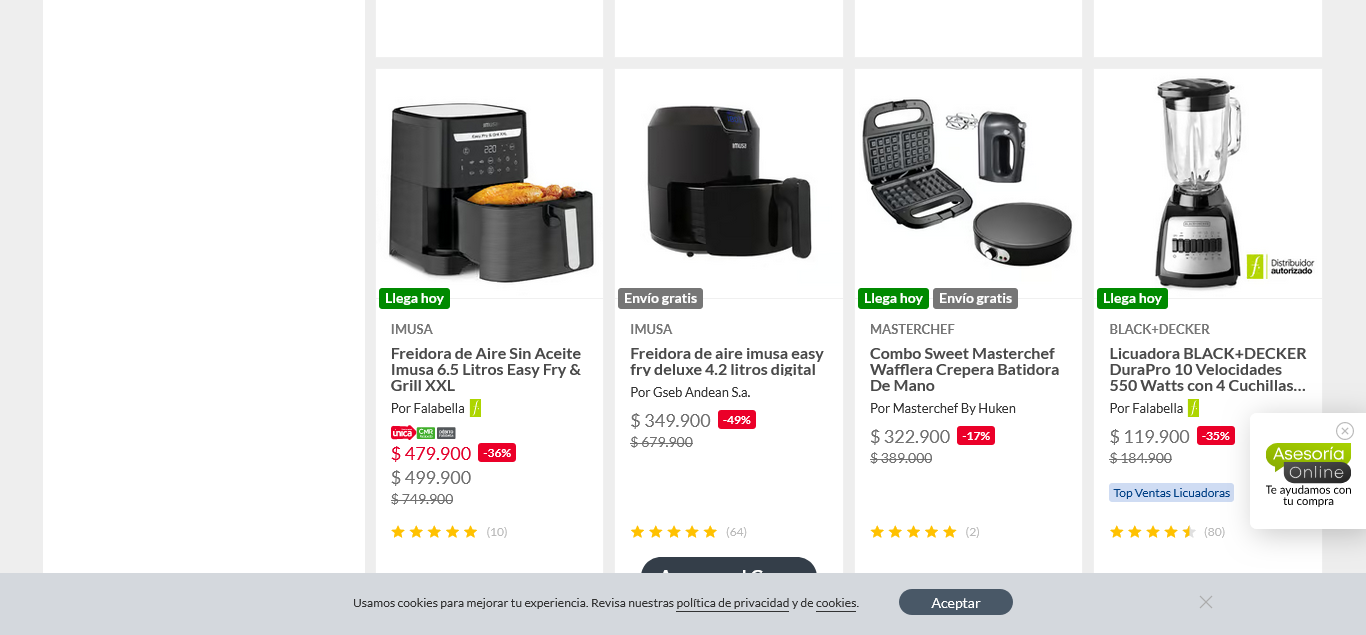 IMUSA
Easy Fry & Grill XXL
220
IMUSA
Distribuidor
autorizado
Llega hoy
Envío gratis
Llega hoy
Envío gratis
Llega hoy
IMUSA
Freidora de Aire Sin Aceite
Imusa 6.5 Litros Easy Fry &
Grill XXL
Por Falabella
única
CMR
$ 479.900
-36%
$ 499.900
$ 749.900
(10)
IMUSA
Freidora de aire imusa easy
fry deluxe 4.2 litros digital
Por Gseb Andean S.a.
$ 349.900
-49%
$ 679.900
(64)
MASTERCHEF
Combo Sweet Masterchef
Wafflera Crepera Batidora
De Mano
Por Masterchef By Huken
$ 322.900
-17%
$ 389.000
(2)
BLACK+DECKER
Licuadora BLACK+DECKER
DuraPro 10 Velocidades
550 Watts con 4 Cuchillas...
Por Falabella
$ 119.900
-35%
$ 184.900
Top Ventas Licuadoras
(80)
Asesoría
Online
Te ayudamos con
tu compra
Usamos cookies para mejorar tu experiencia. Revisa nuestras política de privacidad y de cookies.
Aceptar